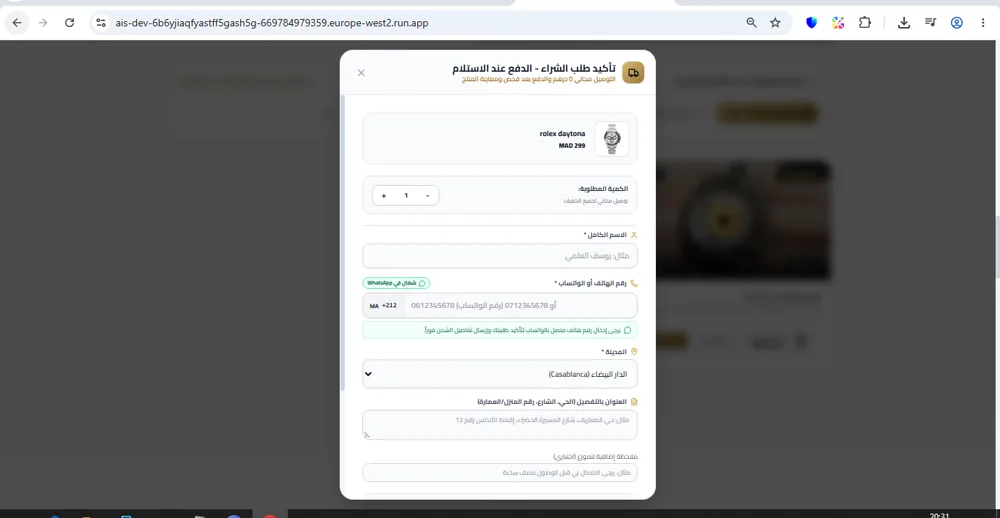 ais-dev-6b6yjiaqfyastff5gash5g-669784979359.europe-west2.run.app
تأكيد طلب الشراء - الدفع عند الاستلام
التوصيل مجاني 0 درهم والدفع بعد فحص ومعاينة المنتج
rolex daytona
MAD 299
الكمية المطلوبة:
توصيل مجاني لجميع الكميات
+ 1 -
الاسم الكامل *
مثال: يوسف العلمي
رقم الهاتف أو الواتساب *
شغال في WhatsApp
MA +212
0612345678 أو 0712345678 (رقم الواتساب)
يرجى إدخال رقم هاتف متصل بالواتساب لتأكيد طلبيتك وإرسال تفاصيل الشحن فوراً.
المدينة *
الدار البيضاء (Casablanca)
العنوان بالتفصيل (الحي، الشارع، رقم المنزل/العمارة)
مثال: حي المعاريف، شارع المسيرة الخضراء، إقامة الأندلس رقم 12
ملاحظة إضافية للموزع (اختياري)
مثال: يرجى الاتصال بي قبل الوصول بنصف ساعة
20:31